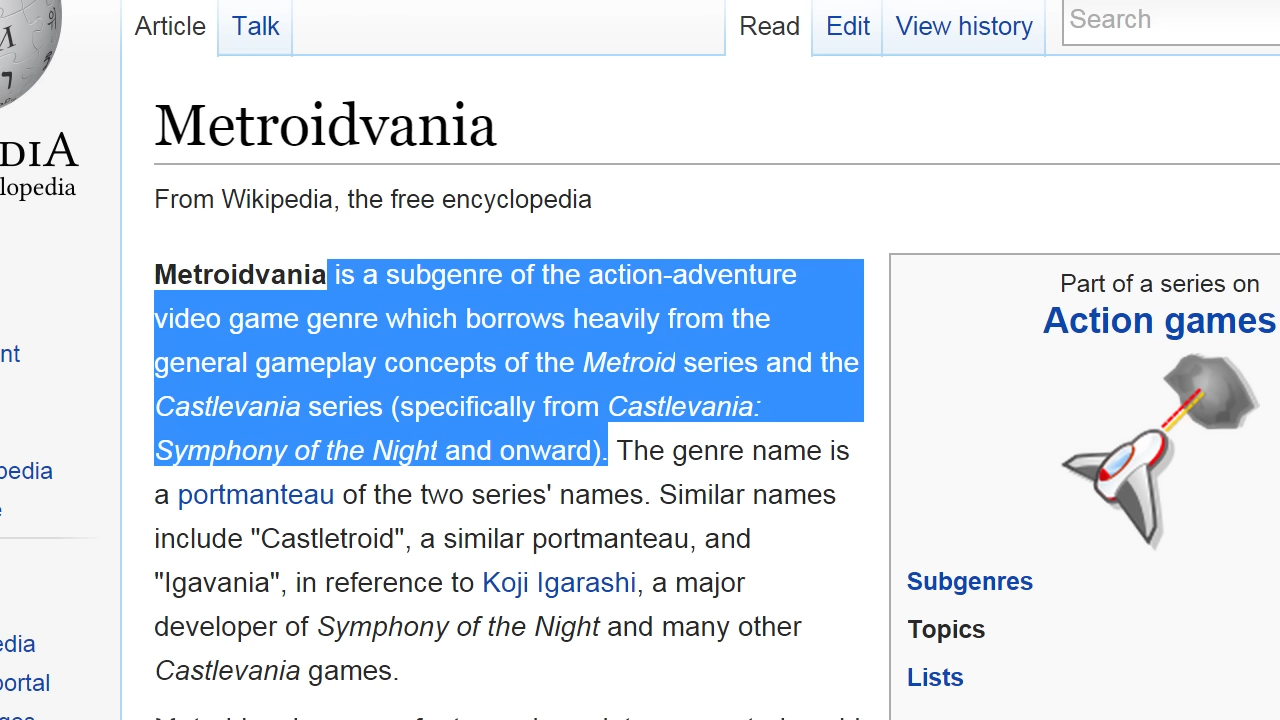 Article Talk Read Edit View history Search
Metroidvania
DIA
lopedia
From Wikipedia, the free encyclopedia
Metroidvania is a subgenre of the action-adventure
video game genre which borrows heavily from the
general gameplay concepts of the Metroid series and the
Castlevania series (specifically from Castlevania:
Symphony of the Night and onward). The genre name is
a portmanteau of the two series' names. Similar names
include "Castletroid", a similar portmanteau, and
"Igavania", in reference to Koji Igarashi, a major
developer of Symphony of the Night and many other
Castlevania games.
Part of a series on
Action games
Subgenres
Topics
Lists
nt
pedia
e
edia
portal